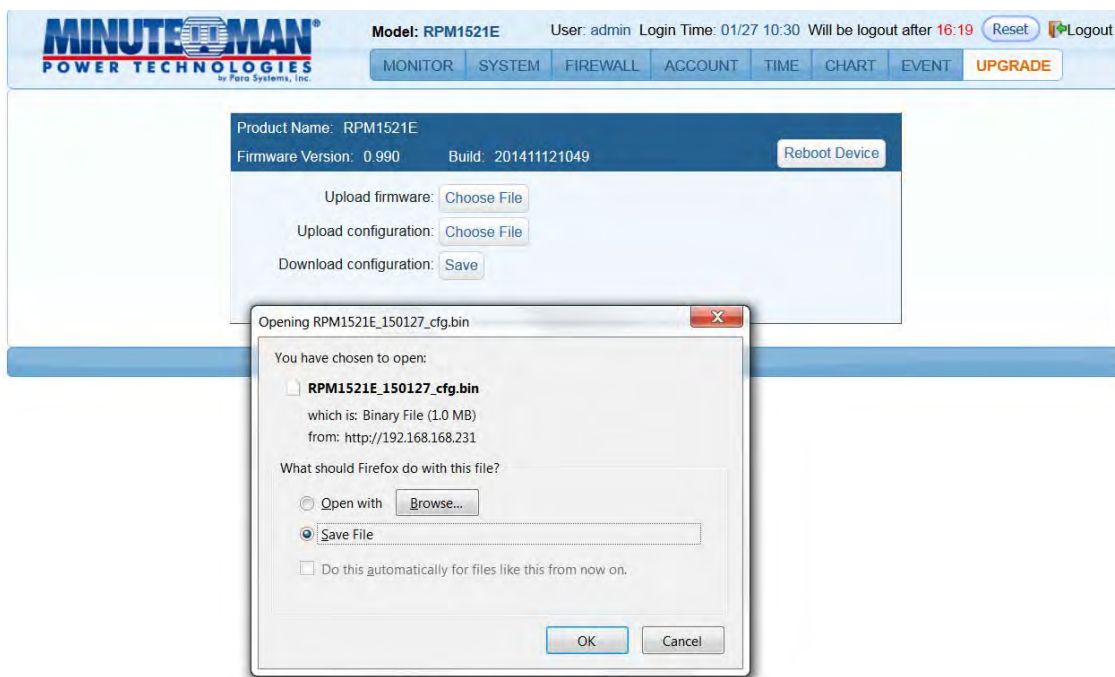 MINUTEMAN®
POWER TECHNOLOGIES
by Para Systems, Inc.
Model: RPM1521E
User: admin Login Time: 01/27 10:30 Will be logout after 16:19 Reset Logout
MONITOR SYSTEM FIREWALL ACCOUNT TIME CHART EVENT UPGRADE
Product Name: RPM1521E
Firmware Version: 0.990 Build: 201411121049 Reboot Device
Upload firmware: Choose File
Upload configuration: Choose File
Download configuration: Save
Opening RPM1521E_150127_cfg.bin
You have chosen to open:
RPM1521E_150127_cfg.bin
which is: Binary File (1.0 MB)
from: http://192.168.168.231
What should Firefox do with this file?
Open with Browse...
Save File
Do this automatically for files like this from now on.
OK Cancel